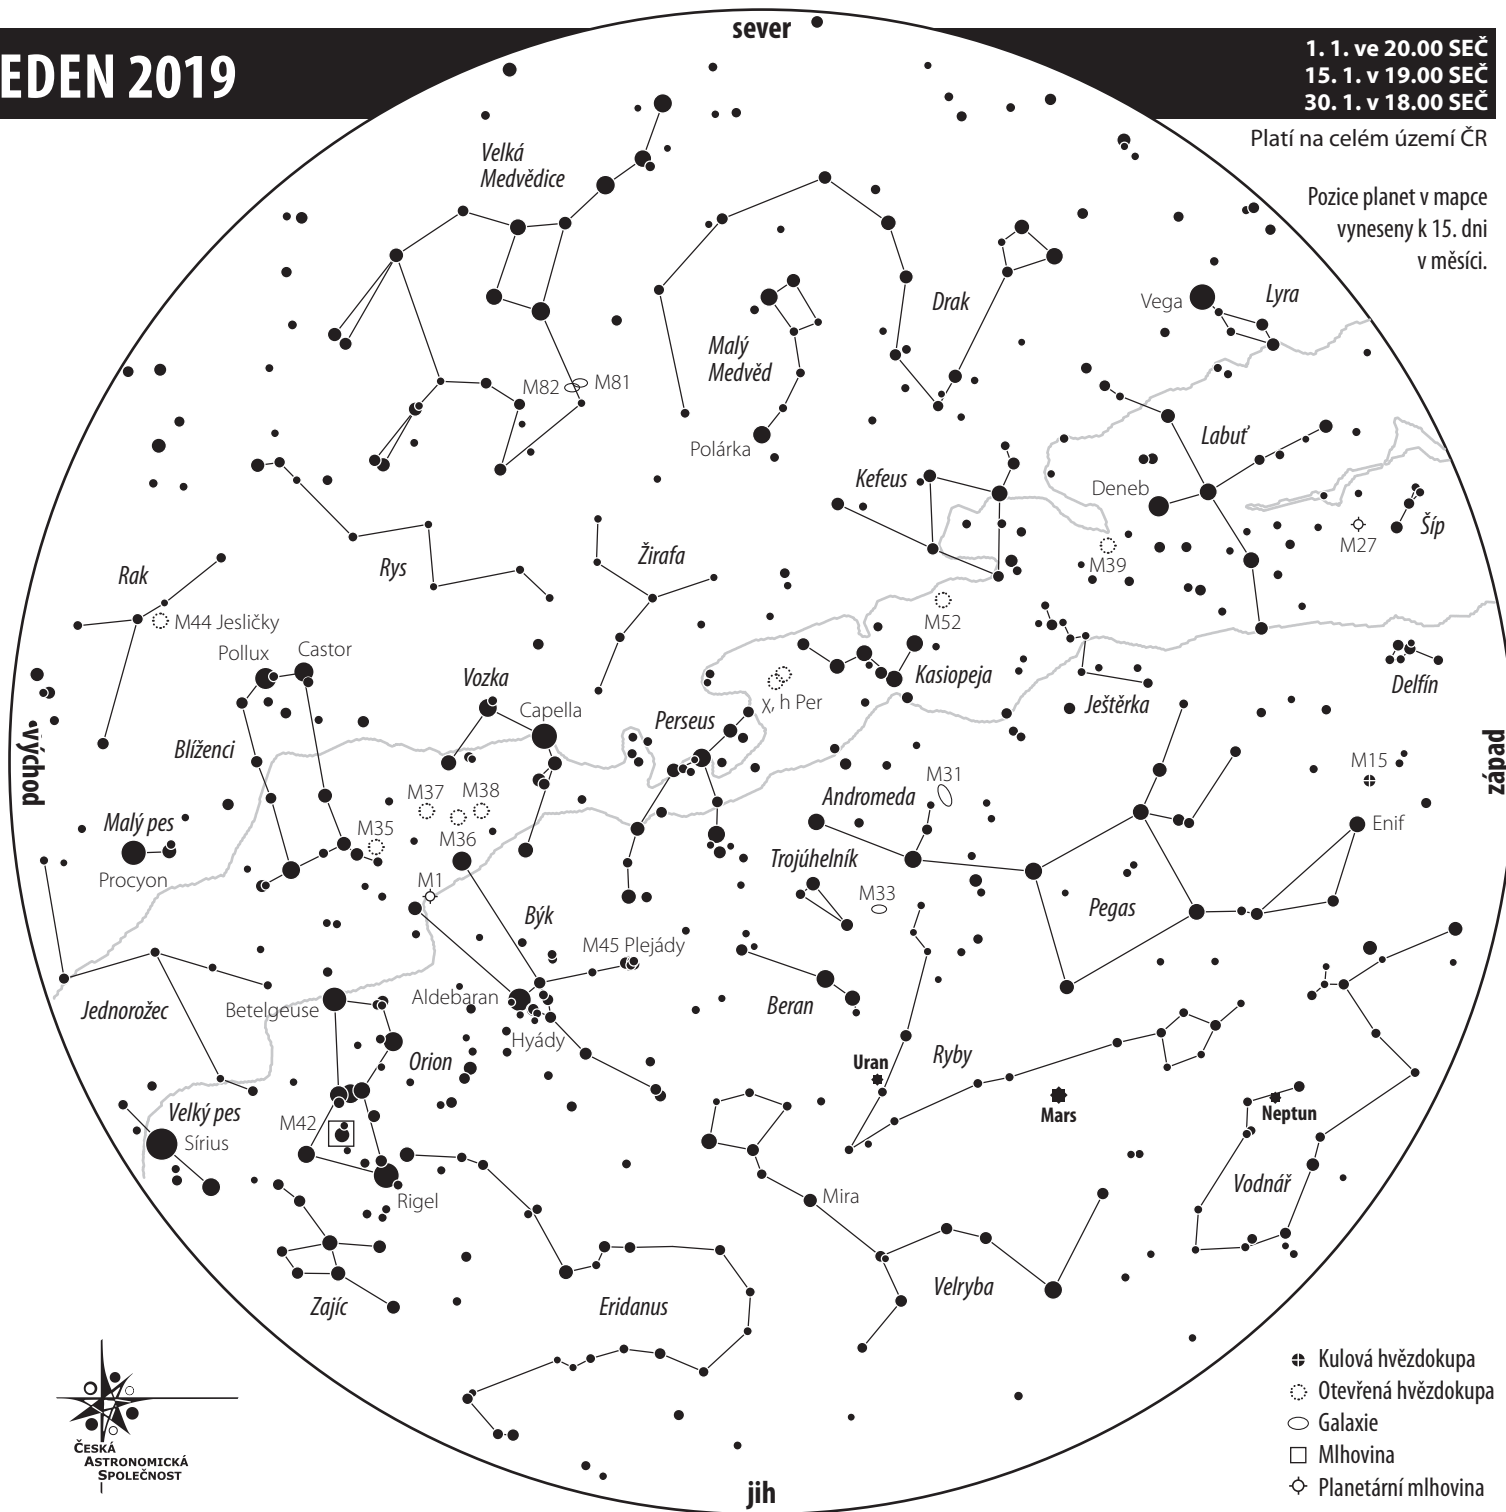 EDEN 2019
sever
1. 1. ve 20.00 SEČ
15. 1. v 19.00 SEČ
30. 1. v 18.00 SEČ
Platí na celém území ČR
Pozice planet v mapce
vyneseny k 15. dni
v měsíci.
Velká
Medvědice
Drak
Vega
Lyra
Malý
Medvěd
M82
M81
Polárka
Labuť
Kefeus
Deneb
M27
Šíp
M39
Rak
Rys
Žirafa
M44 Jesličky
M52
Pollux
Castor
Vozka
Kasiopeja
Delfín
Capella
χ, h Per
Ještěrka
Perseus
Blíženci
východ
západ
M15
M31
Andromeda
M37
M38
Malý pes
M35
M36
Enif
Trojúhelník
Procyon
M1
M33
Býk
Pegas
M45 Plejády
Jednorožec
Betelgeuse
Aldebaran
Beran
Hyády
Orion
Uran
Ryby
Mars
Neptun
Velký pes
M42
Sírius
Vodnář
Rigel
Mira
Velryba
Zajíc
Eridanus
Kulová hvězdokupa
Otevřená hvězdokupa
Galaxie
Mlhovina
Planetární mlhovina
ČESKÁ
ASTRONOMICKÁ
SPOLEČNOST
jih